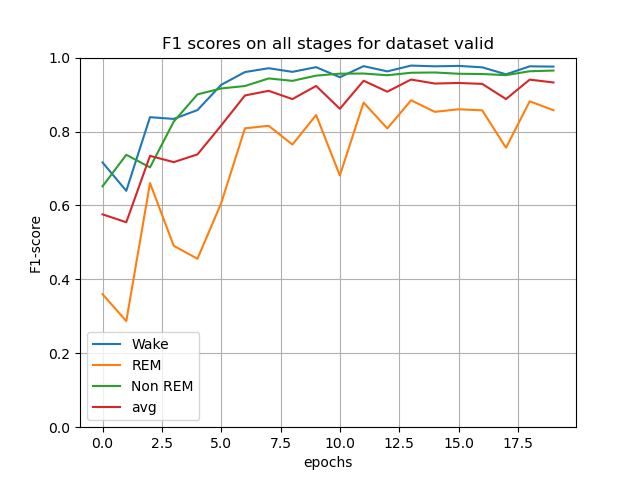 F1 scores on all stages for dataset valid
1.0
0.8
0.6
0.4
0.2
0.0
F1-score
Wake
REM
Non REM
avg
0.0 2.5 5.0 7.5 10.0 12.5 15.0 17.5
epochs